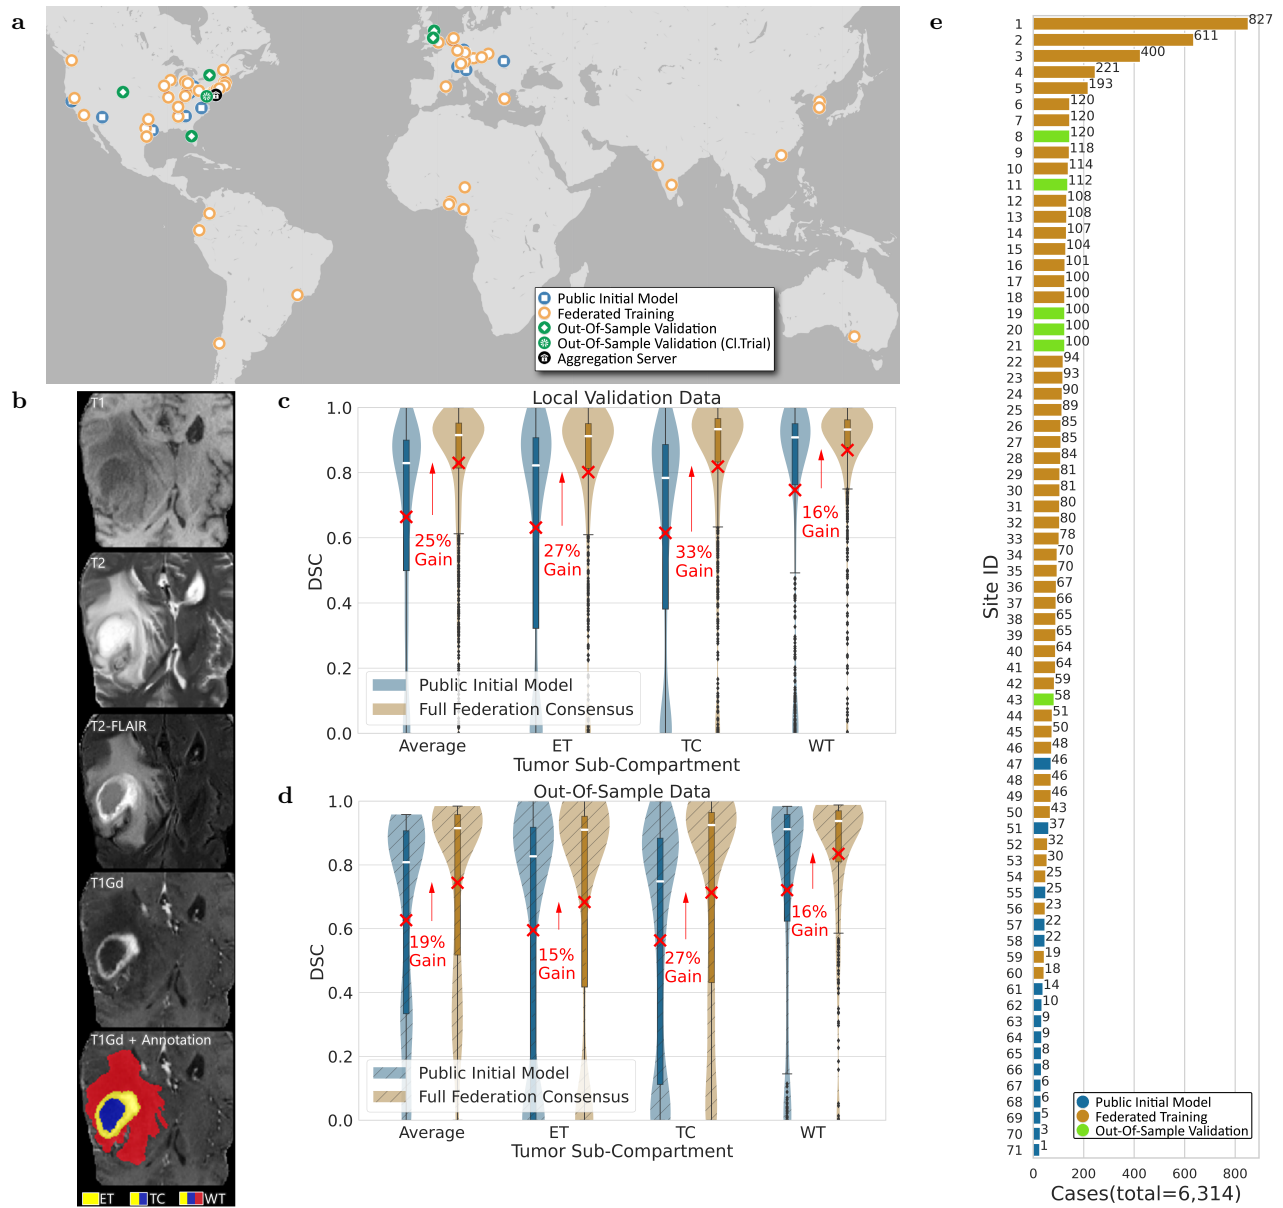 a
Public Initial Model
Federated Training
Out-Of-Sample Validation
Out-Of-Sample Validation (Cl.Trial)
Aggregation Server
b
T1
T2
T2-FLAIR
T1Gd
T1Gd + Annotation
ET TC WT
c
Local Validation Data
DSC
1.0
0.8
0.6
0.4
0.2
0.0
25%
Gain
27%
Gain
33%
Gain
16%
Gain
Public Initial Model
Full Federation Consensus
Average ET TC WT
Tumor Sub-Compartment
d
Out-Of-Sample Data
DSC
1.0
0.8
0.6
0.4
0.2
0.0
19%
Gain
15%
Gain
27%
Gain
16%
Gain
Public Initial Model
Full Federation Consensus
Average ET TC WT
Tumor Sub-Compartment
e
Site ID
1 827
2 611
3 400
4 221
5 193
6 120
7 120
8 120
9 118
10 114
11 112
12 108
13 108
14 107
15 104
16 101
17 100
18 100
19 100
20 100
21 100
22 94
23 93
24 90
25 89
26 85
27 85
28 84
29 81
30 81
31 80
32 80
33 78
34 70
35 70
36 67
37 66
38 65
39 65
40 64
41 64
42 59
43 58
44 51
45 50
46 48
47 46
48 46
49 46
50 43
51 37
52 32
53 30
54 25
55 25
56 23
57 22
58 22
59 19
60 18
61 14
62 10
63 9
64 9
65 8
66 8
67 6
68 6
69 5
70 3
71 1
Public Initial Model
Federated Training
Out-Of-Sample Validation
0 200 400 600 800
Cases(total=6,314)